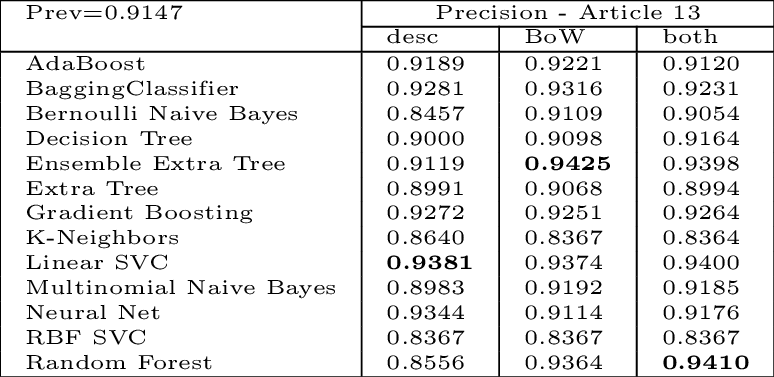 Prev=0.9147 Precision - Article 13
desc BoW both
AdaBoost 0.9189 0.9221 0.9120
BaggingClassifier 0.9281 0.9316 0.9231
Bernoulli Naive Bayes 0.8457 0.9109 0.9054
Decision Tree 0.9000 0.9098 0.9164
Ensemble Extra Tree 0.9119 0.9425 0.9398
Extra Tree 0.8991 0.9068 0.8994
Gradient Boosting 0.9272 0.9251 0.9264
K-Neighbors 0.8640 0.8367 0.8364
Linear SVC 0.9381 0.9374 0.9400
Multinomial Naive Bayes 0.8983 0.9192 0.9185
Neural Net 0.9344 0.9114 0.9176
RBF SVC 0.8367 0.8367 0.8367
Random Forest 0.8556 0.9364 0.9410